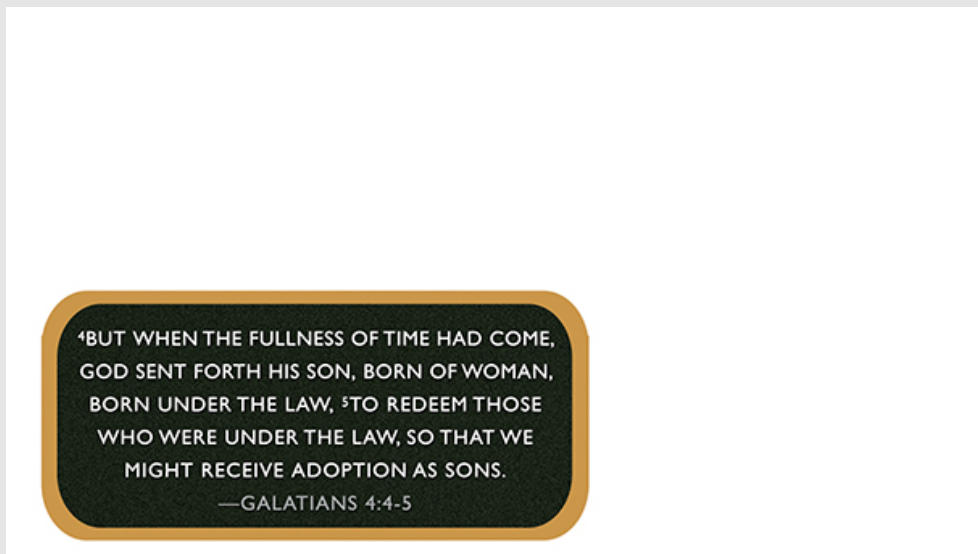 ⁴BUT WHEN THE FULLNESS OF TIME HAD COME,
GOD SENT FORTH HIS SON, BORN OF WOMAN,
BORN UNDER THE LAW, ⁵TO REDEEM THOSE
WHO WERE UNDER THE LAW, SO THAT WE
MIGHT RECEIVE ADOPTION AS SONS.
—GALATIANS 4:4-5